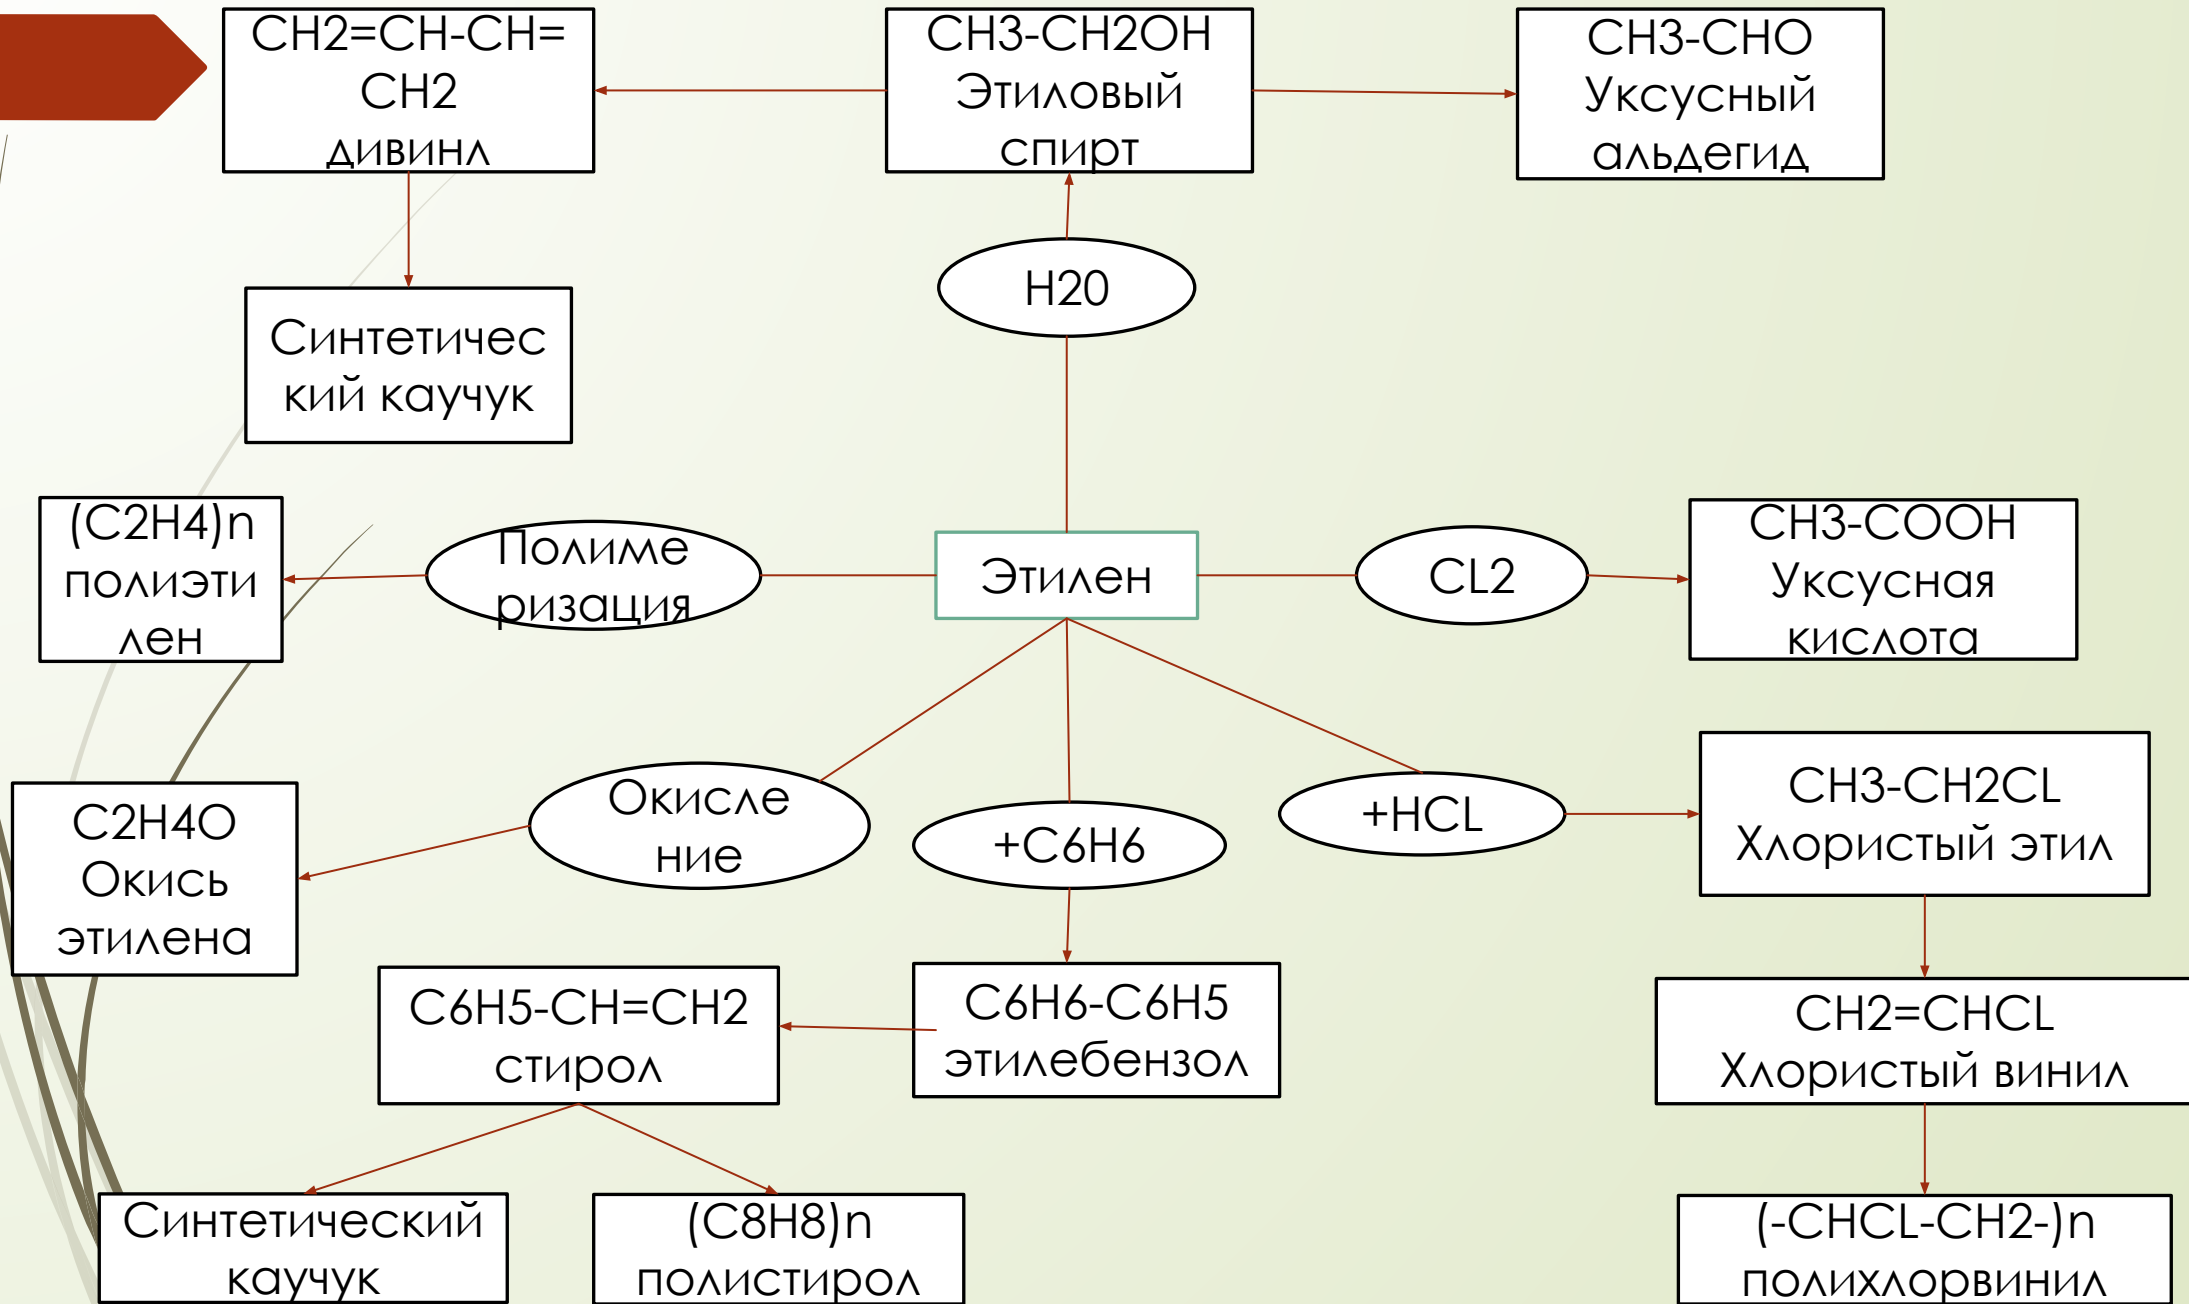 CH2=CH-CH=
CH2
дивинл
CH3-CH2OH
Этиловый
спирт
CH3-CHO
Уксусный
альдегид
H20
Синтетичес
кий каучук
(C2H4)n
полиэти
лен
Полиме
ризация
Этилен
CL2
CH3-COOH
Уксусная
кислота
C2H4O
Окись
этилена
Окисле
ние
+C6H6
+HCL
CH3-CH2CL
Хлористый этил
C6H5-CH=CH2
стирол
C6H6-C6H5
этилебензол
CH2=CHCL
Хлористый винил
Синтетический
каучук
(C8H8)n
полистирол
(-CHCL-CH2-)n
полихлорвинил